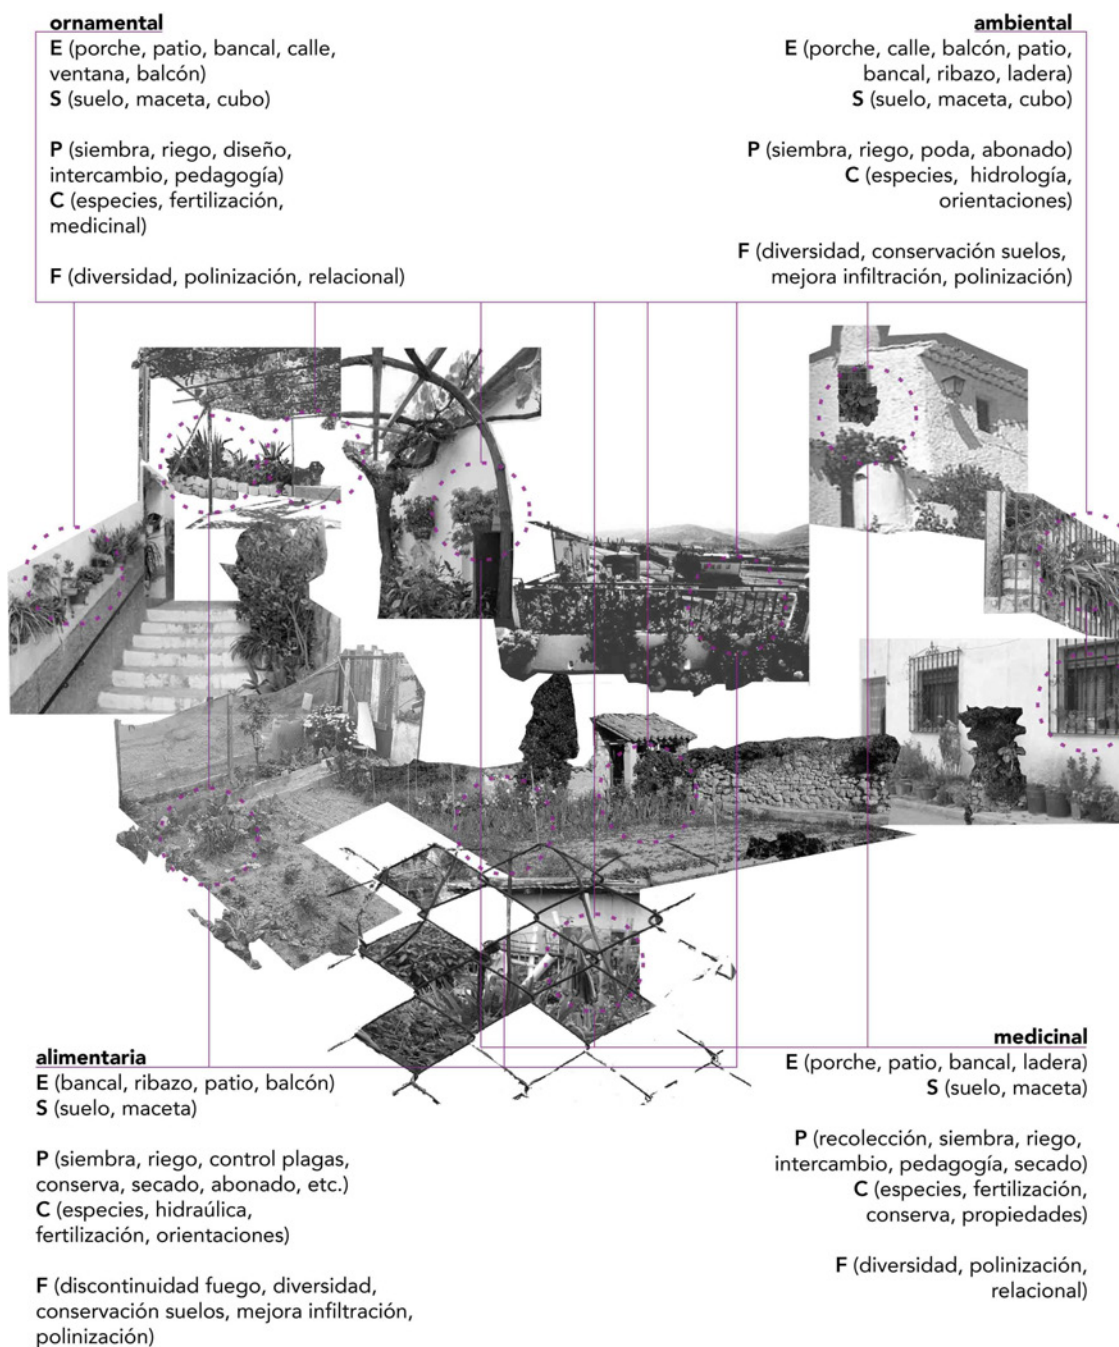 ornamental
E (porche, patio, bancal, calle,
ventana, balcón)
S (suelo, maceta, cubo)
P (siembra, riego, diseño,
intercambio, pedagogía)
C (especies, fertilización,
medicinal)
F (diversidad, polinización, relacional)
ambiental
E (porche, calle, balcón, patio,
bancal, ribazo, ladera)
S (suelo, maceta, cubo)
P (siembra, riego, poda, abonado)
C (especies, hidrología,
orientaciones)
F (diversidad, conservación suelos,
mejora infiltración, polinización)
alimentaria
E (bancal, ribazo, patio, balcón)
S (suelo, maceta)
P (siembra, riego, control plagas,
conserva, secado, abonado, etc.)
C (especies, hidraúlica,
fertilización, orientaciones)
F (discontinuidad fuego, diversidad,
conservación suelos, mejora infiltración,
polinización)
medicinal
E (porche, patio, bancal, ladera)
S (suelo, maceta)
P (recolección, siembra, riego,
intercambio, pedagogía, secado)
C (especies, fertilización,
conserva, propiedades)
F (diversidad, polinización,
relacional)